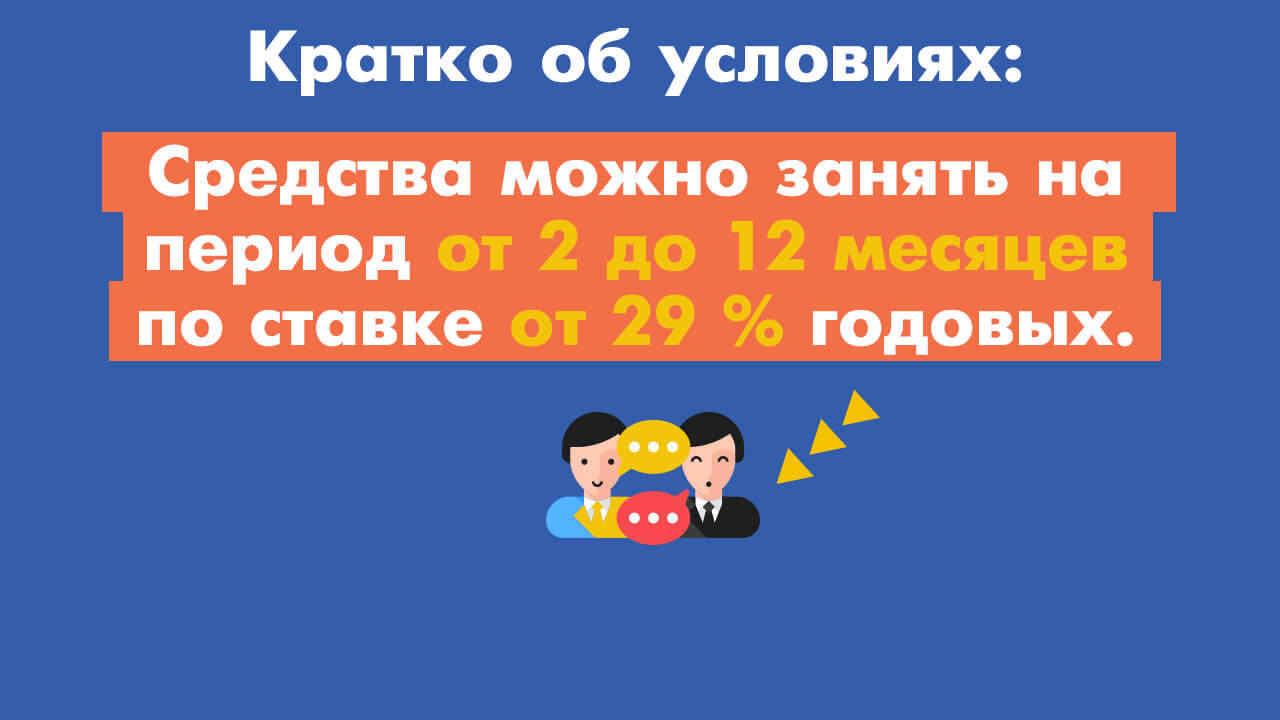 Кратко об условиях:
Средства можно занять на
период от 2 до 12 месяцев
по ставке от 29 % годовых.